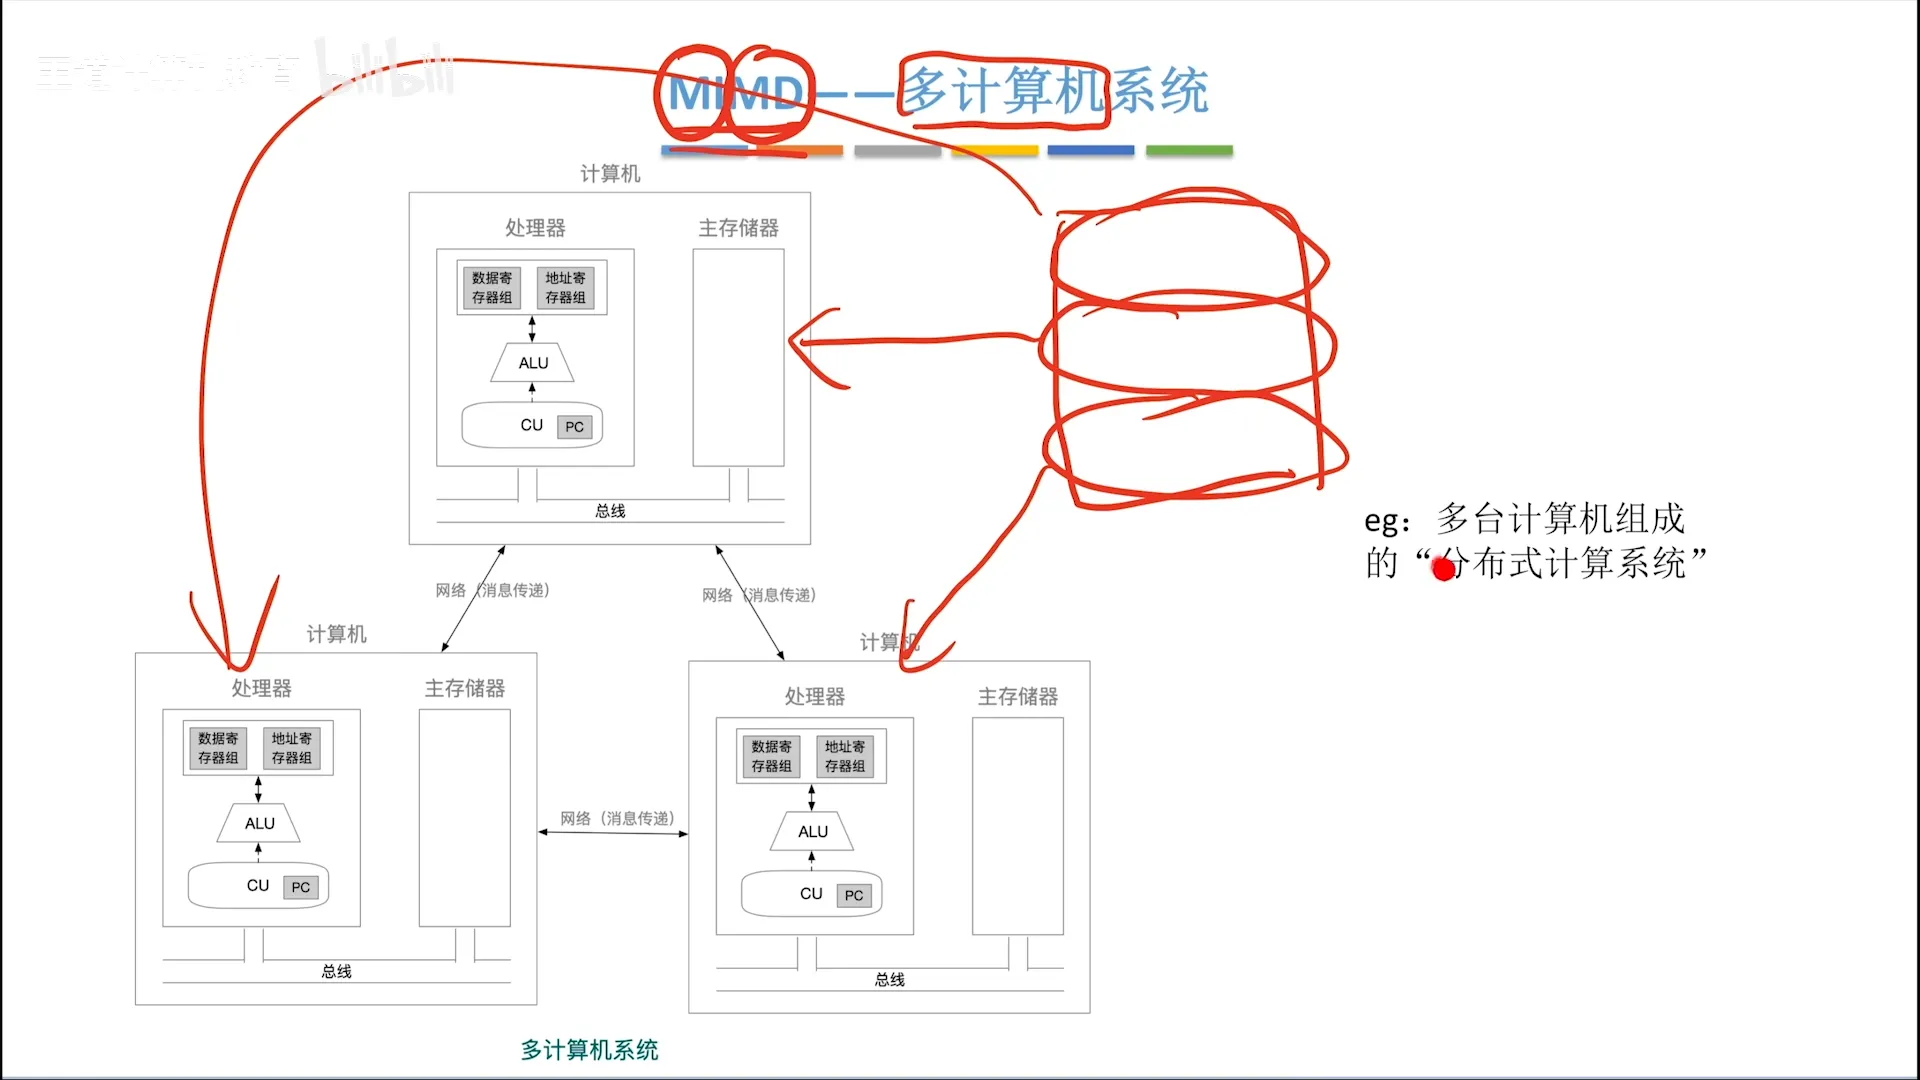 王道计算机教育 bilibili
MIMD——多计算机系统
计算机
处理器 主存储器
数据寄存器组 地址寄存器组
ALU
CU PC
总线
网络（消息传递） 网络（消息传递）
eg：多台计算机组成
的“分布式计算系统”
计算机
处理器 主存储器
数据寄存器组 地址寄存器组
ALU
CU PC
总线
网络（消息传递）
计算机
处理器 主存储器
数据寄存器组 地址寄存器组
ALU
CU PC
总线
多计算机系统